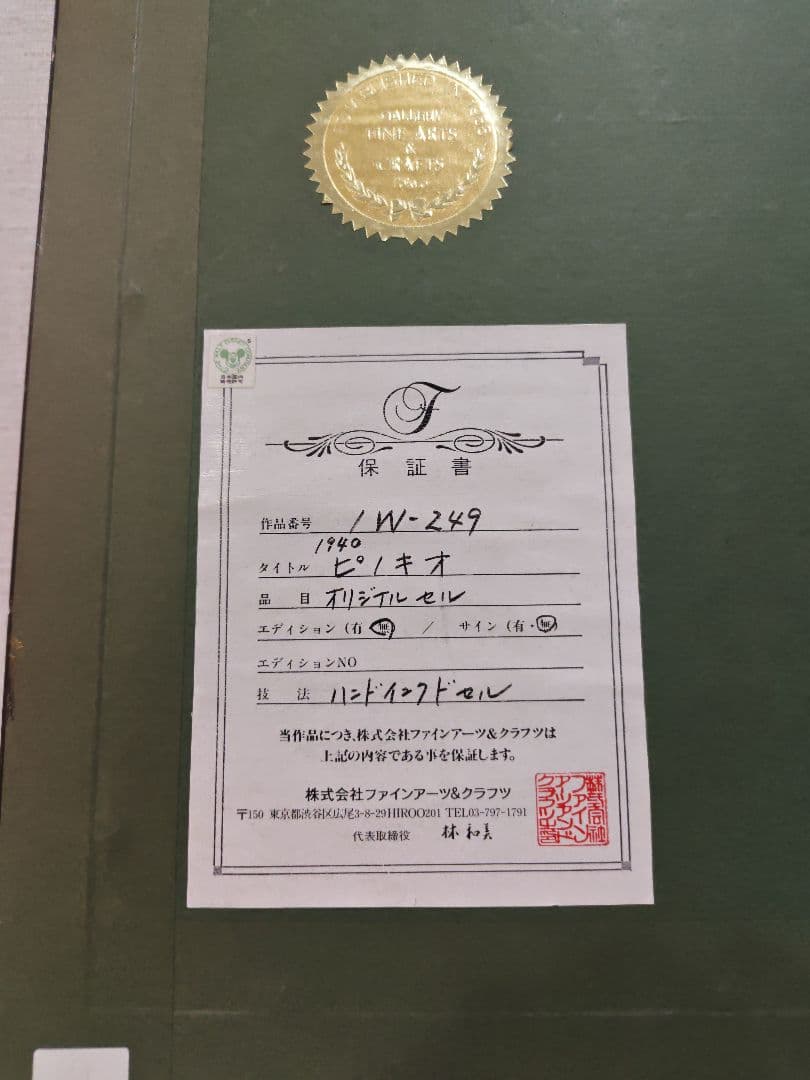 GALLERY
FINE ARTS
&
CRAFTS
保証書
作品番号 1W-249
1940
タイトル ピノキオ
品目 オリジナルセル
エディション(有・無) / サイン(有・無)
エディションNO
技法 ハンドインクドセル
当作品につき、株式会社ファインアーツ&クラフツは
上記の内容である事を保証します。
株式会社ファインアーツ&クラフツ
〒150 東京都渋谷区広尾3-8-29HIROO201 TEL03-797-1791
代表取締役 林和美